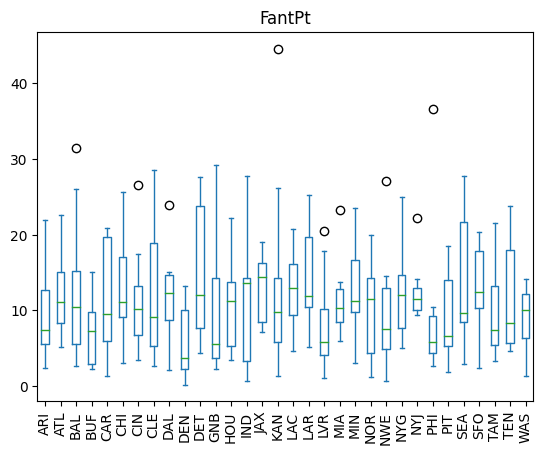 FantPt
40
30
20
10
0
ARI ATL BAL BUF CAR CHI CIN CLE DAL DEN DET GNB HOU IND JAX KAN LAC LAR LVR MIA MIN NOR NWE NYG NYJ PHI PIT SEA SFO TAM TEN WAS